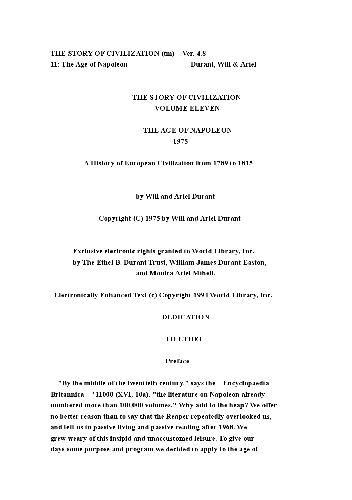 THE STORY OF CIVILIZATION (tm) Ver. 4.8
11: The Age of Napoleon Durant, Will & Ariel
THE STORY OF CIVILIZATION
VOLUME ELEVEN
THE AGE OF NAPOLEON
1975
A History of European Civilization from 1789 to 1815
by Will and Ariel Durant
Copyright (C) 1975 by Will and Ariel Durant
Exclusive electronic rights granted to World Library, Inc.
by The Ethel B. Durant Trust, William James Durant Easton,
and Monica Ariel Mihell.
Electronically Enhanced Text (c) Copyright 1994 World Library, Inc.
DEDICATION
TO ETHEL
Preface
"By the middle of the twentieth century," says the Encyclopaedia
Britannica *11000 (XVI, 10a), "the literature on Napoleon already
numbered more than 100,000 volumes." Why add to the heap? We offer
no better reason than to say that the Reaper repeatedly overlooked us,
and left us to passive living and passive reading after 1968. We
grew weary of this insipid and unaccustomed leisure. To give our
days some purpose and program we decided to apply to the age of